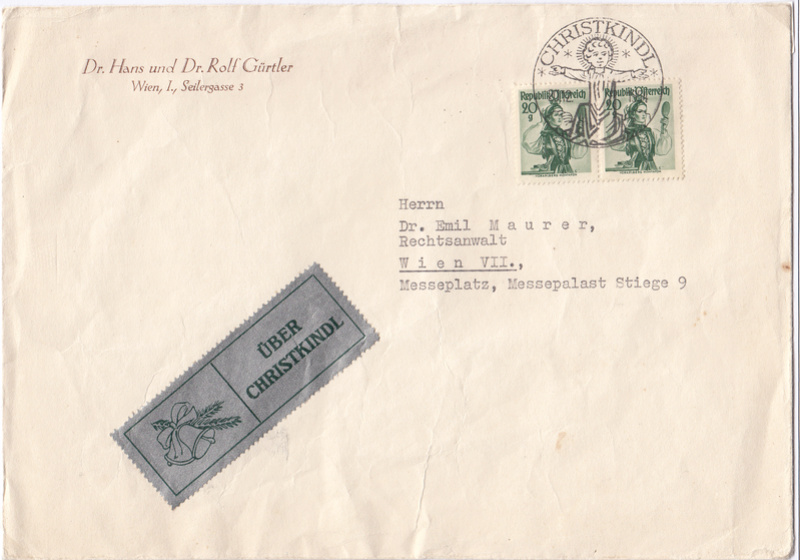 Dr. Hans und Dr. Rolf Gürtler
Wien, I., Seilergasse 3
* CHRISTKINDL *
Republik Österreich
20
g
Republik Österreich
20
g
Herrn
Dr. Emil Maurer,
Rechtsanwalt
Wien VII.,
Messeplatz, Messepalast Stiege 9
ÜBER
CHRISTKINDL